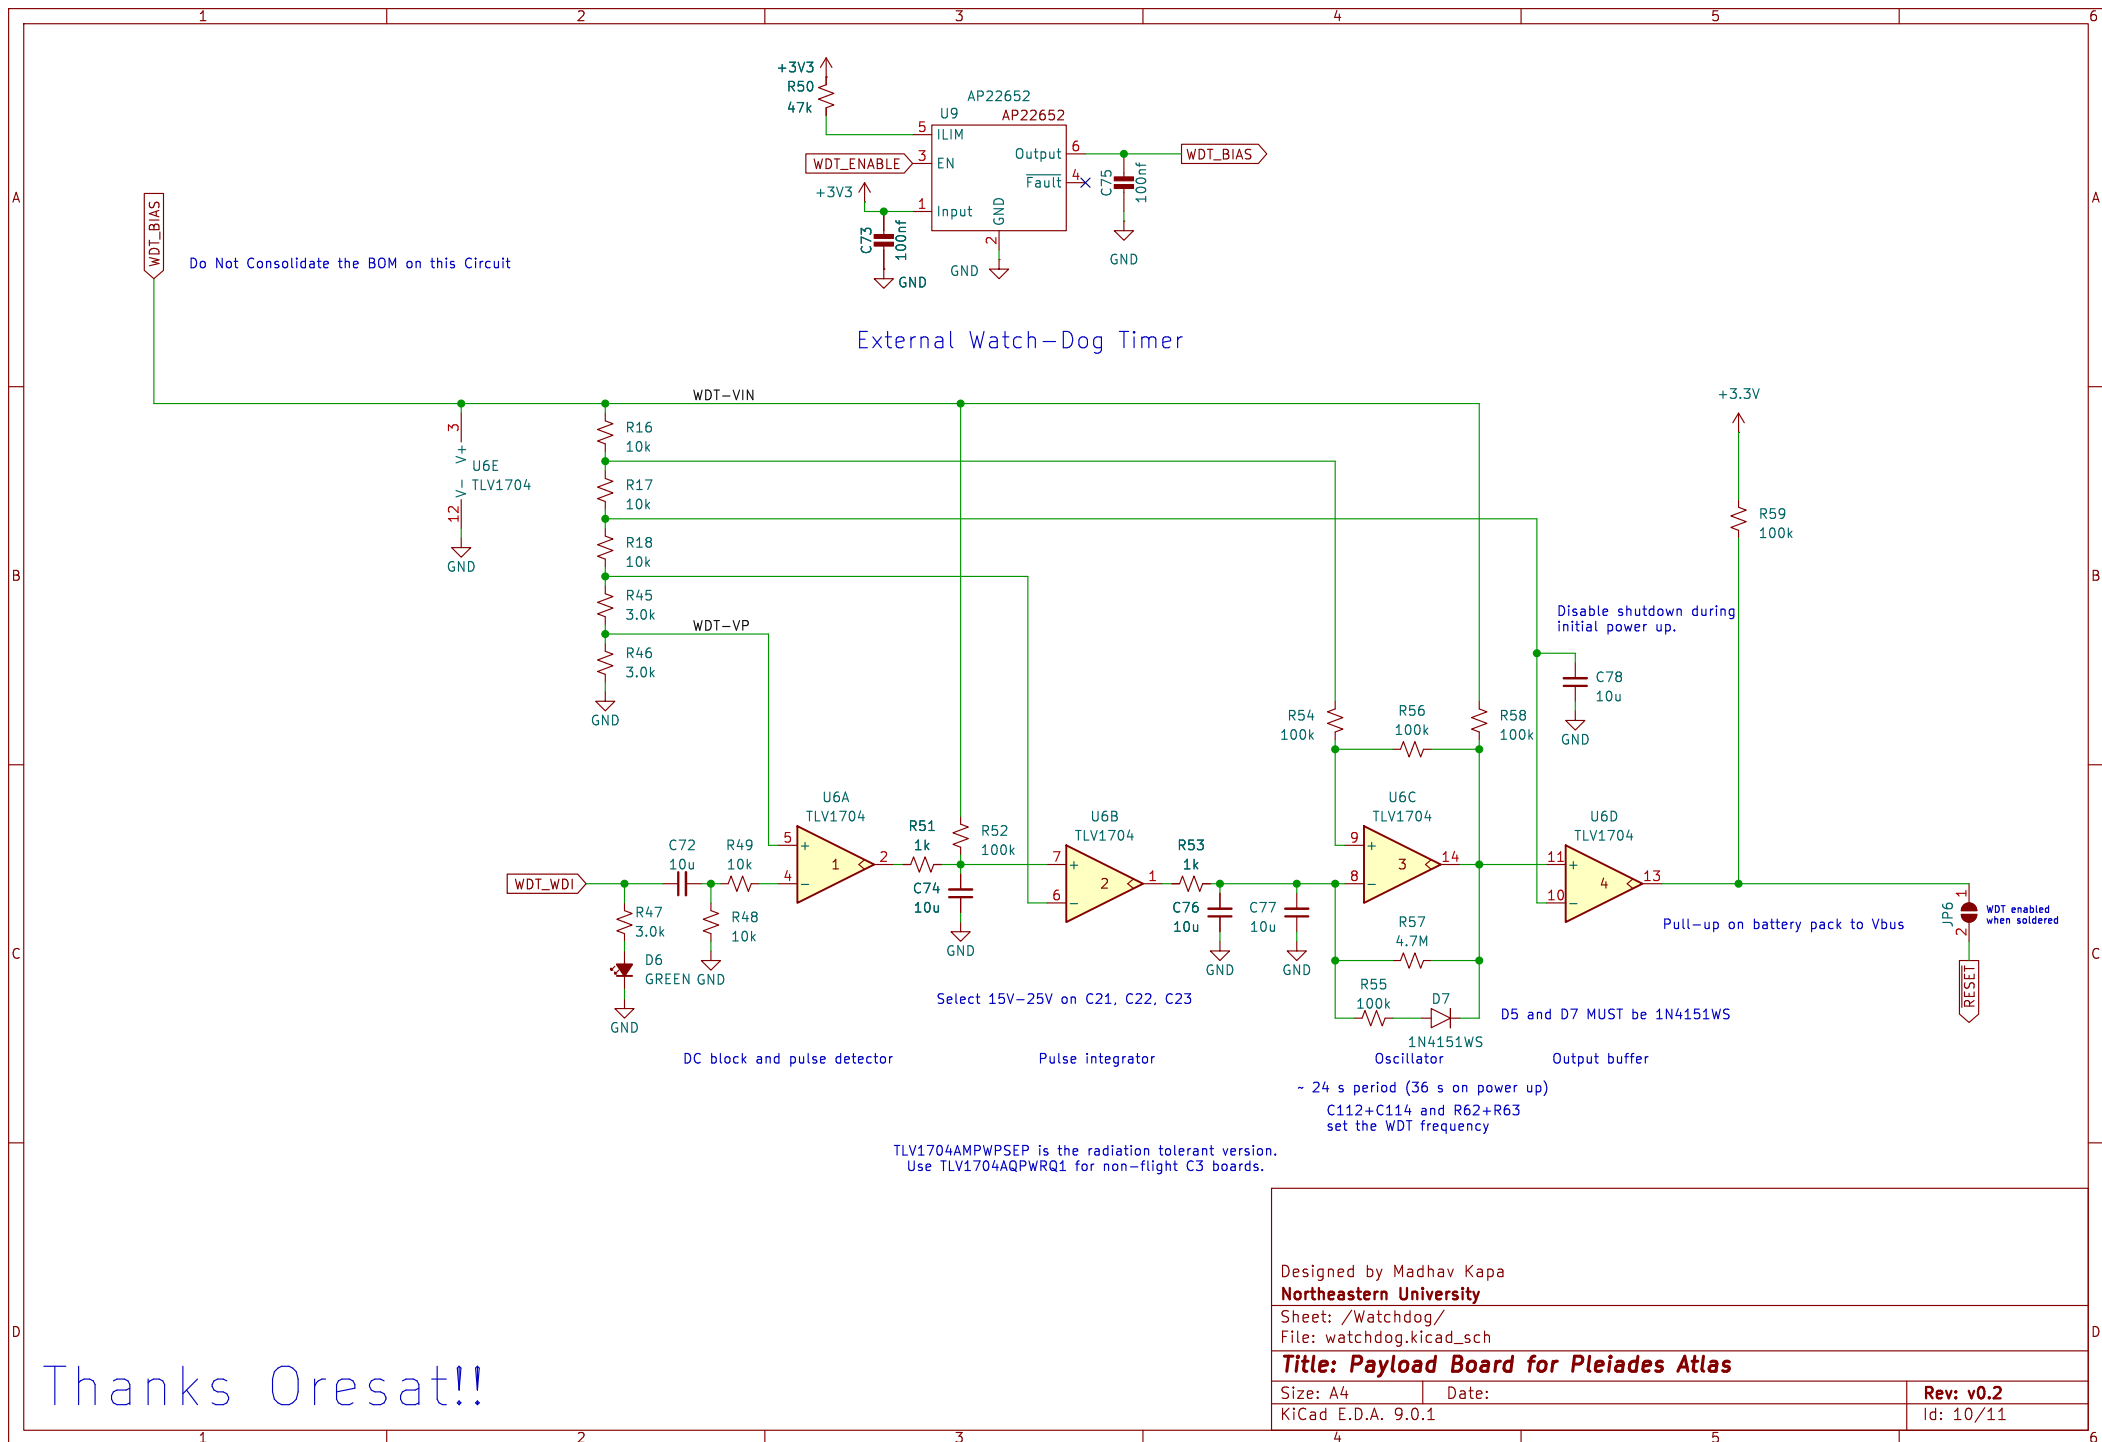 1 2 3 4 5 6
+3V3
R50
47k
AP22652
U9 AP22652
5 ILIM
WDT_ENABLE 3 EN
Output 6 WDT_BIAS
Fault 4
C75 100nf
+3V3
1 Input
GND
2
C73 100nf
GND
GND
GND
A A
WDT_BIAS
Do Not Consolidate the BOM on this Circuit
External Watch-Dog Timer
WDT-VIN
+3.3V
3
V+
U6E
TLV1704
V-
12
GND
R16
10k
R17
10k
R18
10k
R45
3.0k
WDT-VP
R46
3.0k
GND
R59
100k
B B
Disable shutdown during
initial power up.
C78
10u
GND
R54
100k
R56
100k
R58
100k
U6A
TLV1704
5 +
4 -
1
2
R51
1k
R52
100k
U6B
TLV1704
7 +
6 -
2
1
R53
1k
U6C
TLV1704
9 +
8 -
3
14
U6D
TLV1704
11 +
10 -
4
13
WDT_WDI
C72
10u
R49
10k
R47
3.0k
R48
10k
D6
GREEN
GND
GND
C74
10u
GND
C76
10u
GND
C77
10u
GND
R57
4.7M
R55
100k
D7
1N4151WS
Pull-up on battery pack to Vbus
JP6
1
2
WDT enabled
when soldered
RESET
C C
Select 15V-25V on C21, C22, C23
D5 and D7 MUST be 1N4151WS
DC block and pulse detector
Pulse integrator
Oscillator
Output buffer
~ 24 s period (36 s on power up)
C112+C114 and R62+R63
set the WDT frequency
TLV1704AMPWPSEP is the radiation tolerant version.
Use TLV1704AQPWRQ1 for non-flight C3 boards.
Designed by Madhav Kapa
Northeastern University
Sheet: /Watchdog/
File: watchdog.kicad_sch
D D
Title: Payload Board for Pleiades Atlas
Size: A4 Date: Rev: v0.2
KiCad E.D.A. 9.0.1 Id: 10/11
Thanks Oresat!!
1 2 3 4 5 6